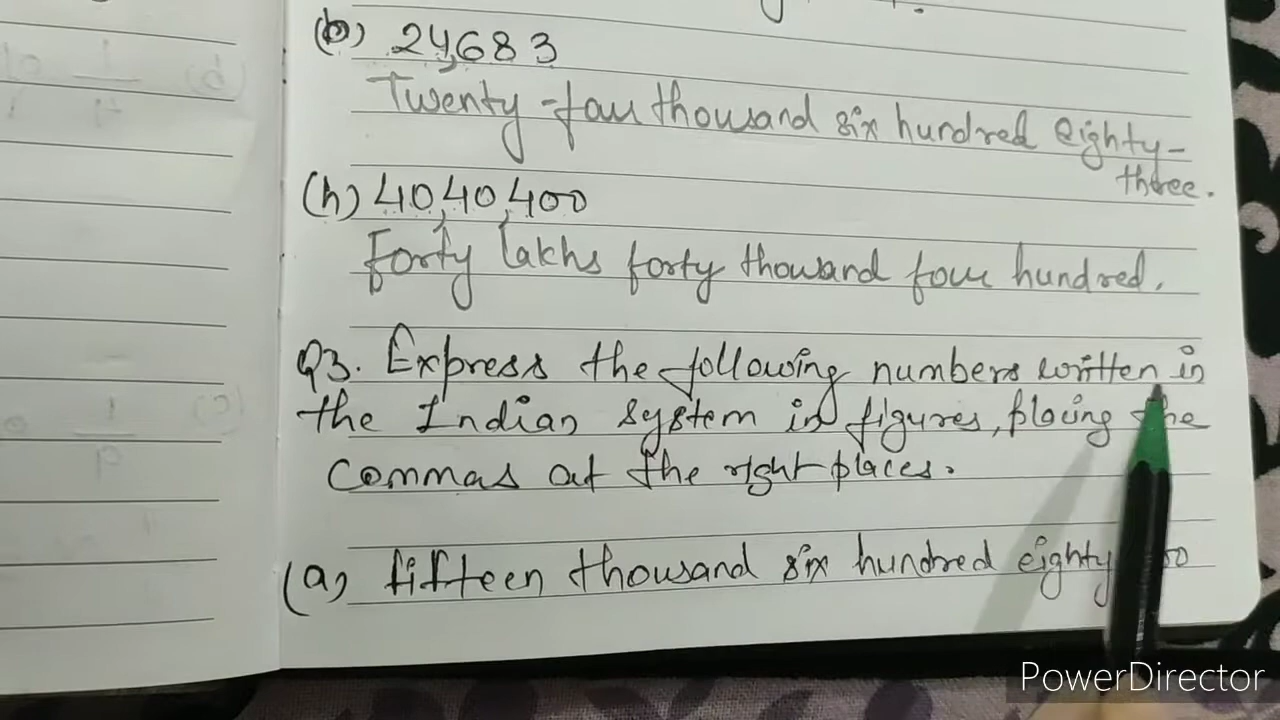 (b) 24,683
Twenty-four thousand six hundred eighty-
three.
(h) 40,40,400
Forty lakhs forty thousand four hundred.
Q3. Express the following numbers written in
the Indian system in figures, placing the
commas at the right places.
(a) fifteen thousand six hundred eighty
PowerDirector